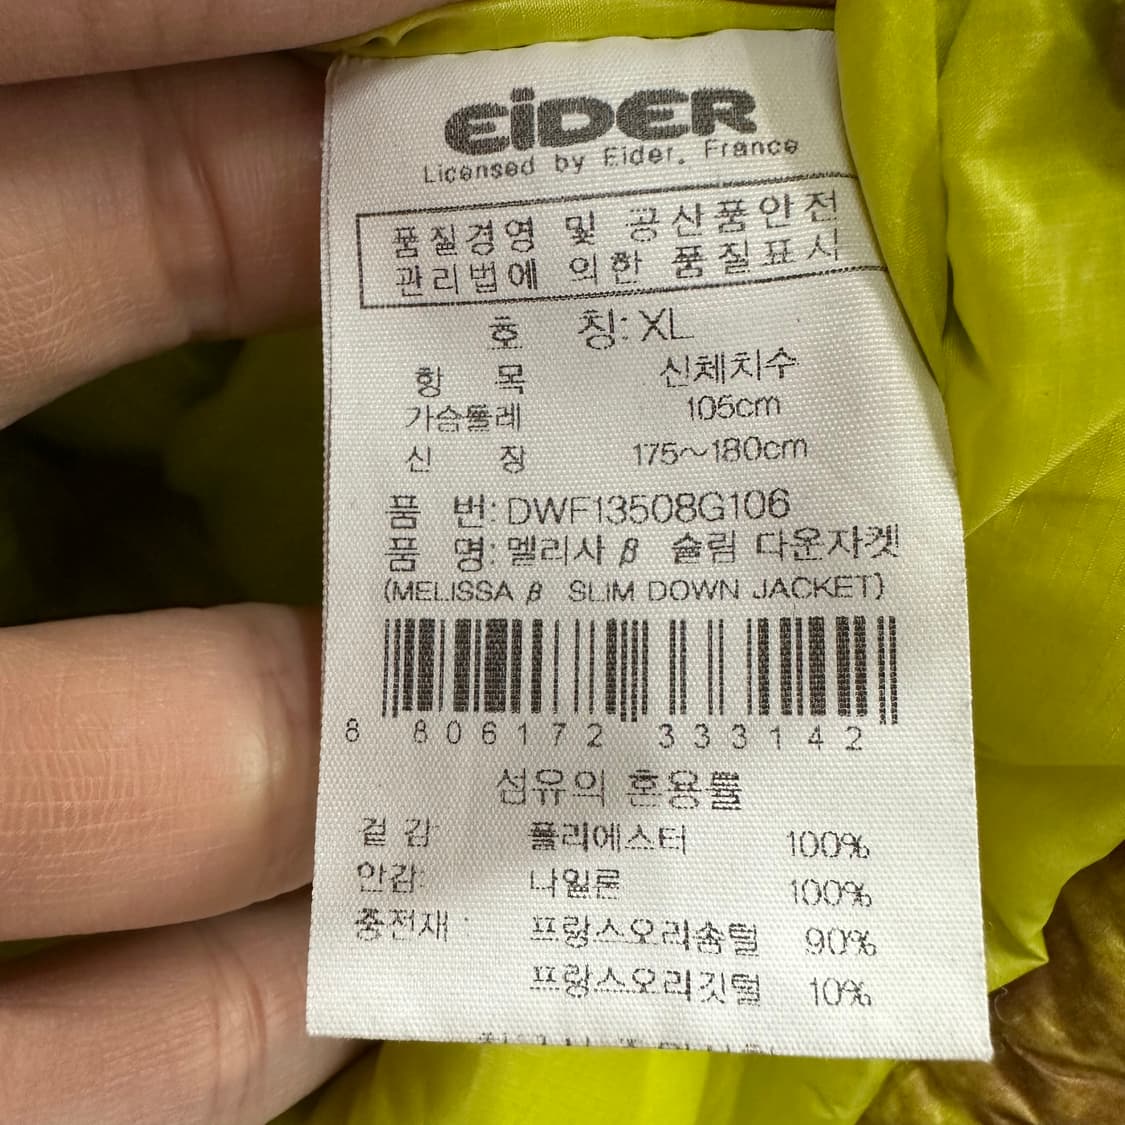 EiDER
Licensed by Eider. France
품질경영 및 공산품안전
관리법에 의한 품질표시
호 칭: XL
항 목 신체치수
가슴둘레 105cm
신 장 175~180cm
품 번: DWF13508G106
품 명: 멜리사 β 슬림 다운자켓
(MELISSA β SLIM DOWN JACKET)
8 806172 333142
섬유의 혼용률
겉 감: 폴리에스터 100%
안감: 나일론 100%
충전재 : 프랑스오리솜털 90%
프랑스오리깃털 10%